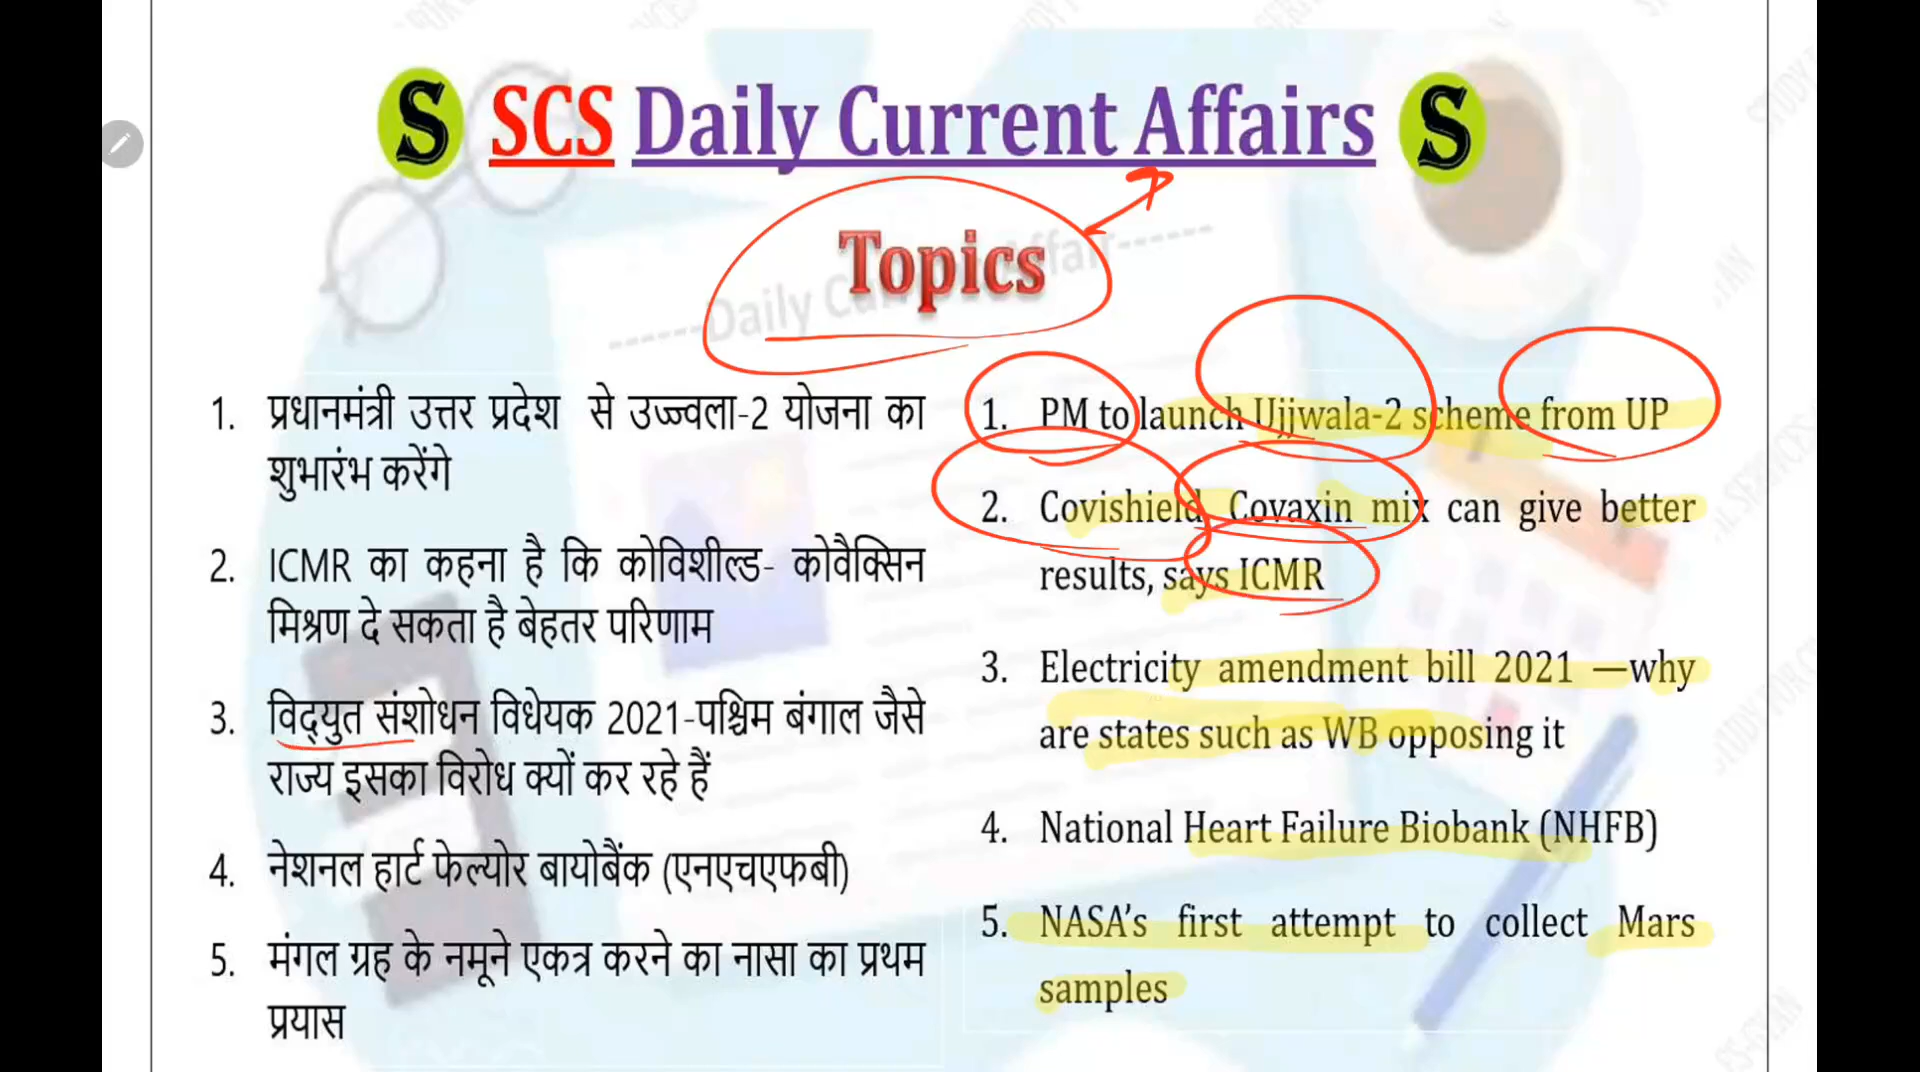 S SCS Daily Current Affairs S
Topics
------Daily Cu Affair------
1. प्रधानमंत्री उत्तर प्रदेश से उज्ज्वला-2 योजना का
शुभारंभ करेंगे
2. ICMR का कहना है कि कोविशील्ड- कोवैक्सिन
मिश्रण दे सकता है बेहतर परिणाम
3. विद्युत संशोधन विधेयक 2021-पश्चिम बंगाल जैसे
राज्य इसका विरोध क्यों कर रहे हैं
4. नेशनल हार्ट फेल्योर बायोबैंक (एनएचएफबी)
5. मंगल ग्रह के नमूने एकत्र करने का नासा का प्रथम
प्रयास
1. PM to launch Ujjwala-2 scheme from UP
2. Covishield, Covaxin mix can give better
results, says ICMR
3. Electricity amendment bill 2021 —why
are states such as WB opposing it
4. National Heart Failure Biobank (NHFB)
5. NASA's first attempt to collect Mars
samples